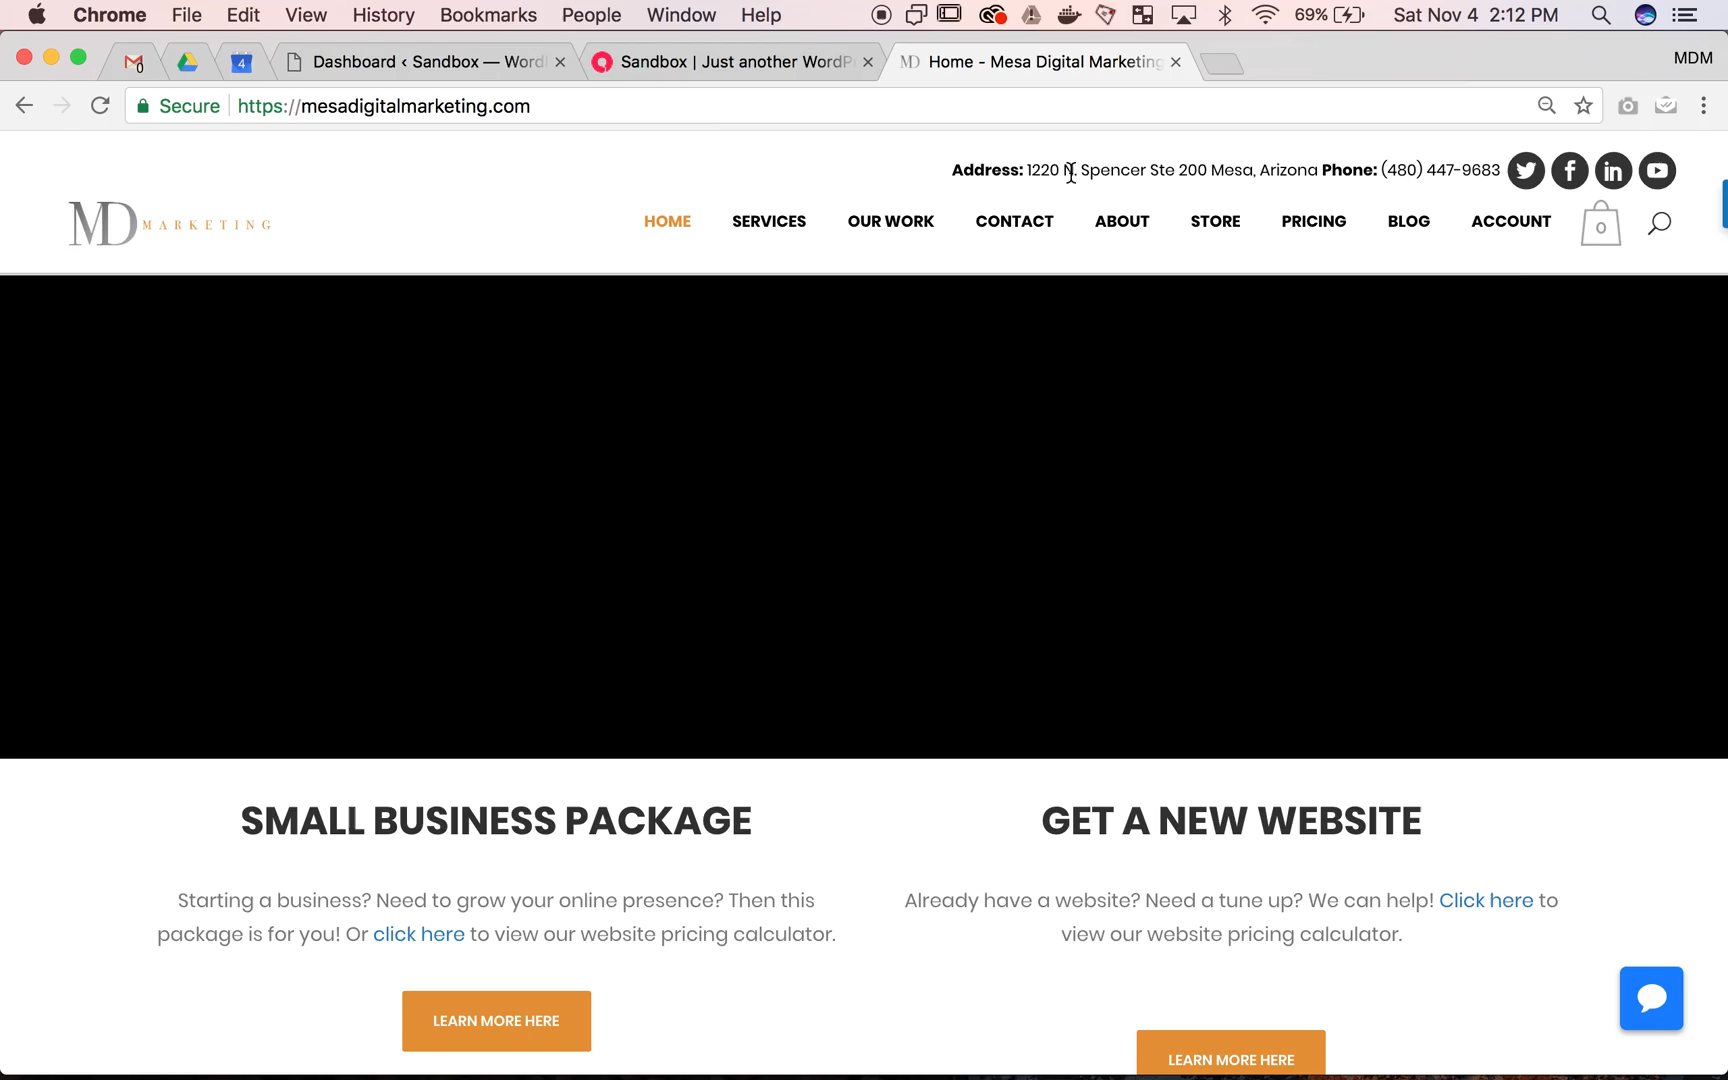 Chrome File Edit View History Bookmarks People Window Help 69% Sat Nov 4 2:12 PM
0 4 Dashboard ‹ Sandbox — Word Sandbox | Just another WordP MD Home - Mesa Digital Marketing MDM
Secure https://mesadigitalmarketing.com
Address: 1220 N. Spencer Ste 200 Mesa, Arizona Phone: (480) 447-9683
MD MARKETING HOME SERVICES OUR WORK CONTACT ABOUT STORE PRICING BLOG ACCOUNT 0
SMALL BUSINESS PACKAGE
Starting a business? Need to grow your online presence? Then this
package is for you! Or click here to view our website pricing calculator.
LEARN MORE HERE
GET A NEW WEBSITE
Already have a website? Need a tune up? We can help! Click here to
view our website pricing calculator.
LEARN MORE HERE